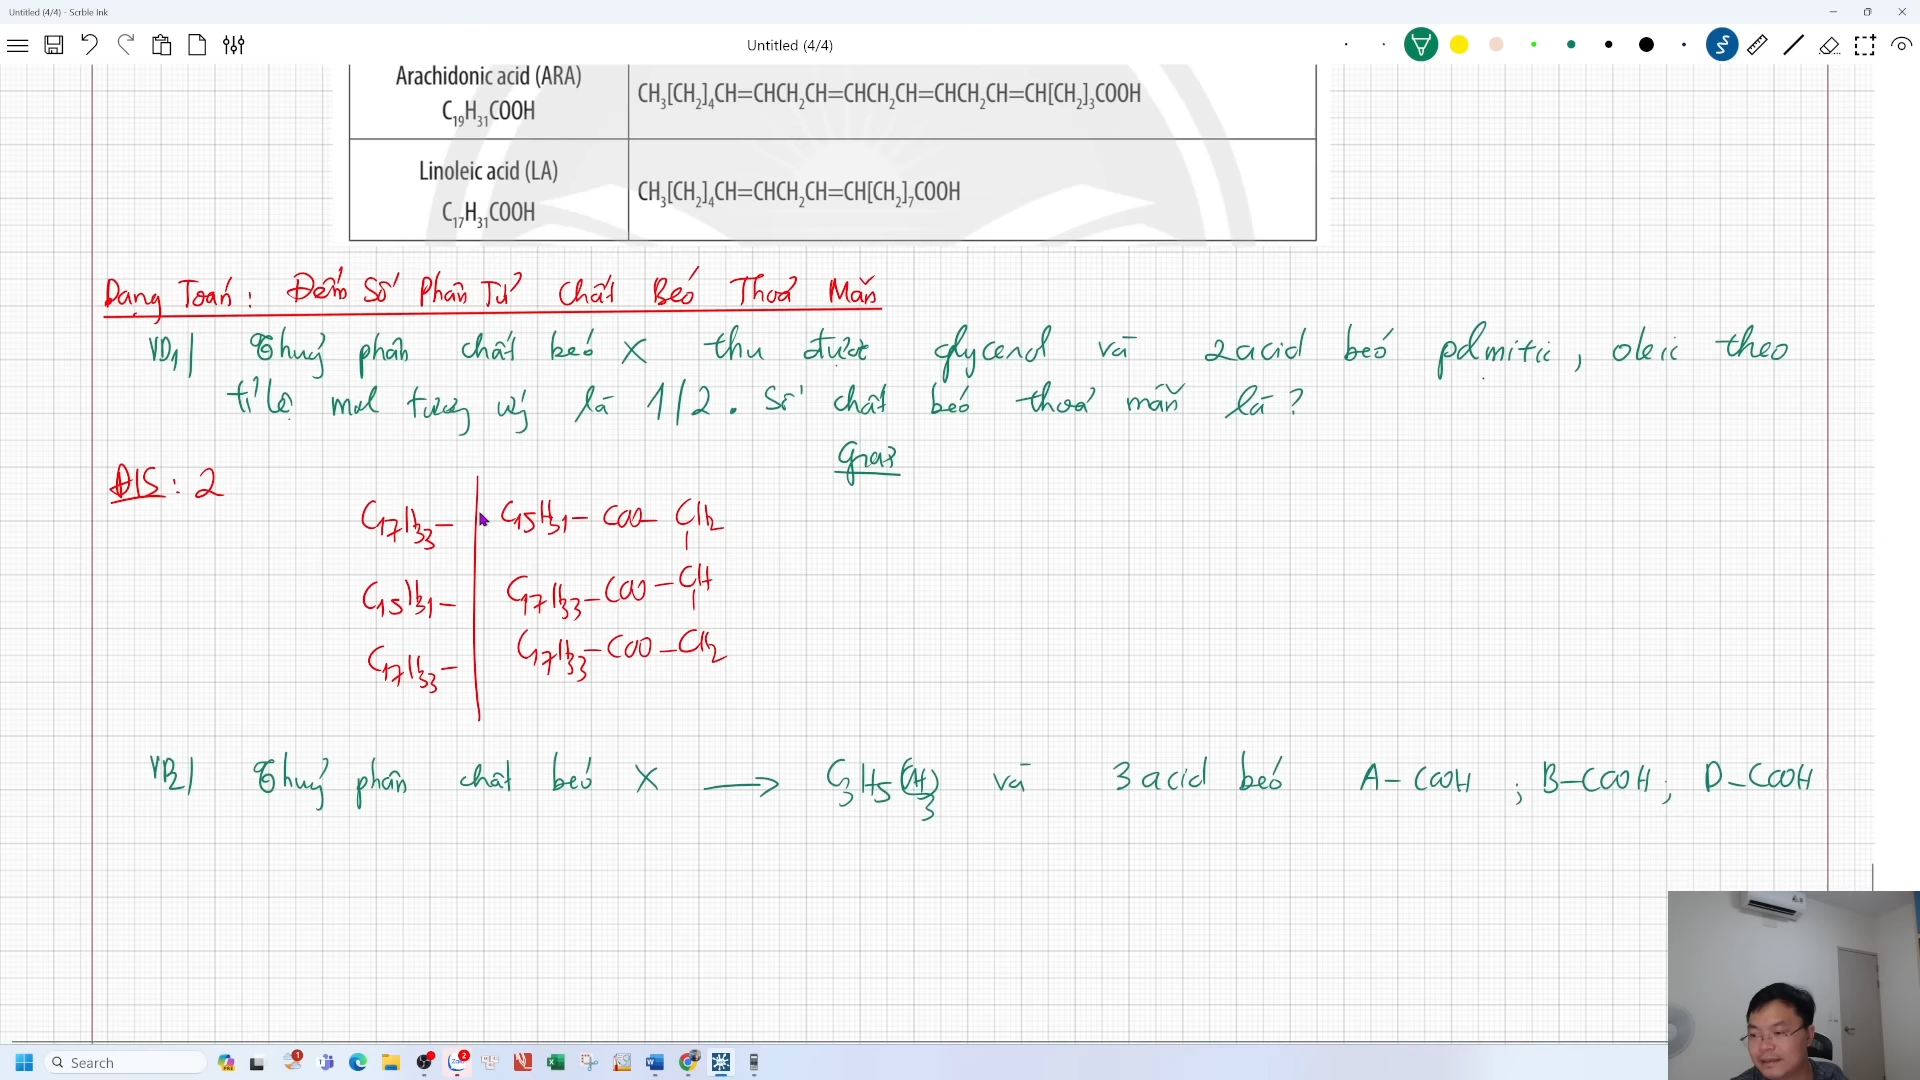 Untitled (4/4) - Scrble Ink
Untitled (4/4)
Arachidonic acid (ARA)
C₁₉H₃₁COOH
CH₃[CH₂]₄CH=CHCH₂CH=CHCH₂CH=CHCH₂CH=CH[CH₂]₃COOH
Linoleic acid (LA)
C₁₇H₃₁COOH
CH₃[CH₂]₄CH=CHCH₂CH=CH[CH₂]₇COOH
Dạng Toán: Đếm Số Phân Tử Chất Béo Thoả Mãn
VD1/ Thuỷ phân chất béo X thu được glycerol và 2 acid béo palmitic, oleic theo
tỉ lệ mol tương ứng là 1/2. Số chất béo thoả mãn là?
Giải
ĐS: 2
C₁₇H₃₃– C₁₅H₃₁–COO–CH₂
C₁₅H₃₁– C₁₇H₃₃–COO–CH
C₁₇H₃₃– C₁₇H₃₃–COO–CH₂
VD2/ Thuỷ phân chất béo X → C₃H₅(OH)₃ và 3 acid béo A–COOH; B–COOH; D–COOH
Search